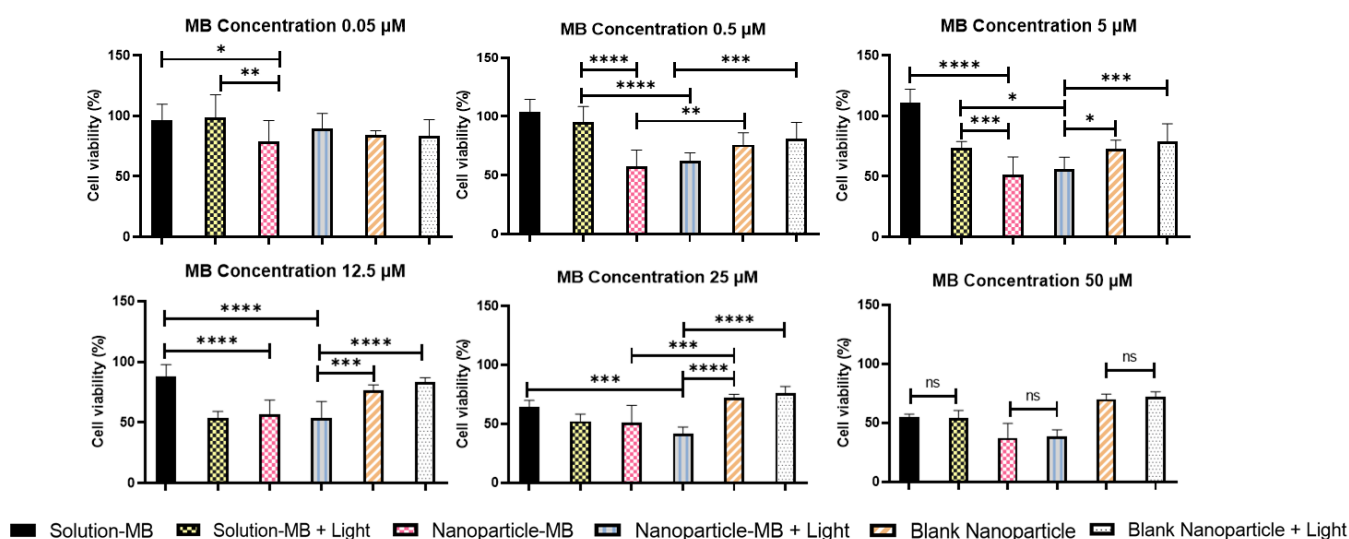 MB Concentration 0.05 µM
Cell viability (%)
150
100
50
0
*
**
MB Concentration 0.5 µM
Cell viability (%)
150
100
50
0
****
***
****
**
MB Concentration 5 µM
Cell viability (%)
150
100
50
0
****
***
*
***
*
MB Concentration 12.5 µM
Cell viability (%)
150
100
50
0
****
****
****
***
MB Concentration 25 µM
Cell viability (%)
150
100
50
0
****
***
***
****
MB Concentration 50 µM
Cell viability (%)
150
100
50
0
ns
ns
ns
Solution-MB Solution-MB + Light Nanoparticle-MB Nanoparticle-MB + Light Blank Nanoparticle Blank Nanoparticle + Light